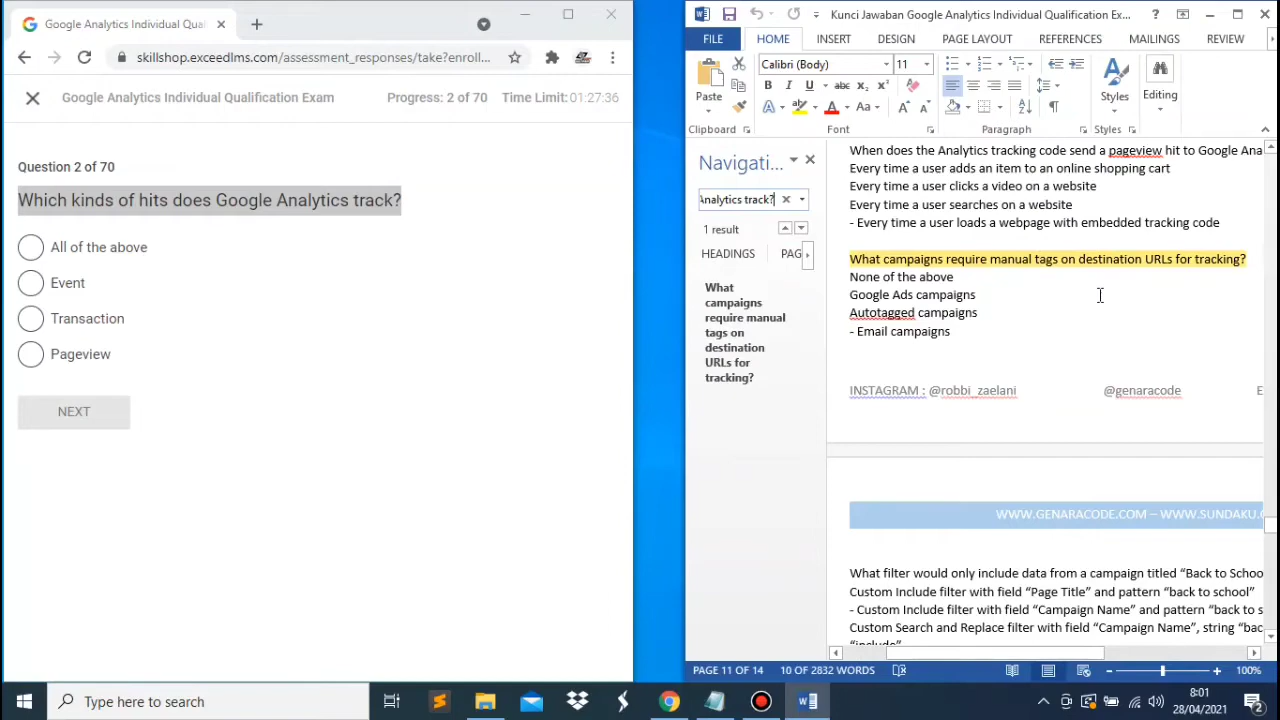 Google Analytics Individual Qua
skillshop.exceedlms.com/assessment_responses/take?enroll...
Google Analytics Individual Qualification Exam
Progress: 2 of 70
Time Limit: 01:27:36
Question 2 of 70
Which kinds of hits does Google Analytics track?
All of the above
Event
Transaction
Pageview
NEXT
Kunci Jawaban Google Analytics Individual Qualification Ex...
FILE
HOME
INSERT
DESIGN
PAGE LAYOUT
REFERENCES
MAILINGS
REVIEW
Paste
Calibri (Body)
11
Styles
Editing
Clipboard
Font
Paragraph
Styles
Navigati...
Analytics track?
1 result
HEADINGS
PAG
What
campaigns
require manual
tags on
destination
URLs for
tracking?
When does the Analytics tracking code send a pageview hit to Google Ana
Every time a user adds an item to an online shopping cart
Every time a user clicks a video on a website
Every time a user searches on a website
- Every time a user loads a webpage with embedded tracking code
What campaigns require manual tags on destination URLs for tracking?
None of the above
Google Ads campaigns
Autotagged campaigns
- Email campaigns
INSTAGRAM : @robbi_zaelani
@genaracode
E
WWW.GENARACODE.COM – WWW.SUNDAKU.
What filter would only include data from a campaign titled “Back to Schoo
Custom Include filter with field “Page Title” and pattern “back to school”
- Custom Include filter with field “Campaign Name” and pattern “back to s
Custom Search and Replace filter with field “Campaign Name”, string “bac
“include”
PAGE 11 OF 14
10 OF 2832 WORDS
100%
Type here to search
8:01
28/04/2021
2